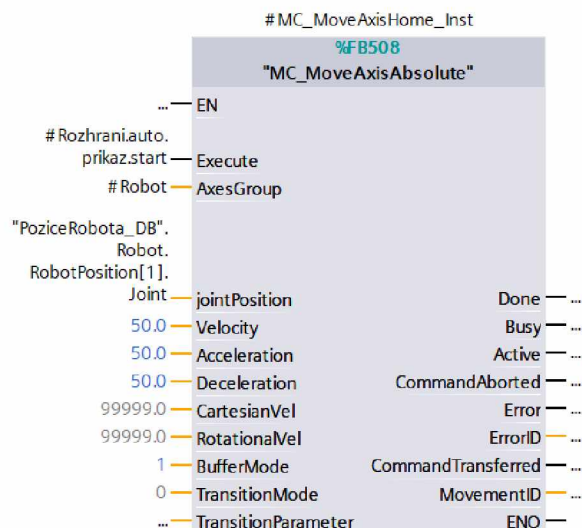 #MC_MoveAxisHome_Inst
%FB508
"MC_MoveAxisAbsolute"
... EN
#Rozhrani.auto.
prikaz.start Execute
#Robot AxesGroup
"PoziceRobota_DB".
Robot.
RobotPosition[1].
Joint jointPosition Done ...
50.0 Velocity Busy ...
50.0 Acceleration Active ...
50.0 Deceleration CommandAborted ...
99999.0 CartesianVel Error ...
99999.0 RotationalVel ErrorID ...
1 BufferMode CommandTransferred ...
0 TransitionMode MovementID ...
... TransitionParameter ENO